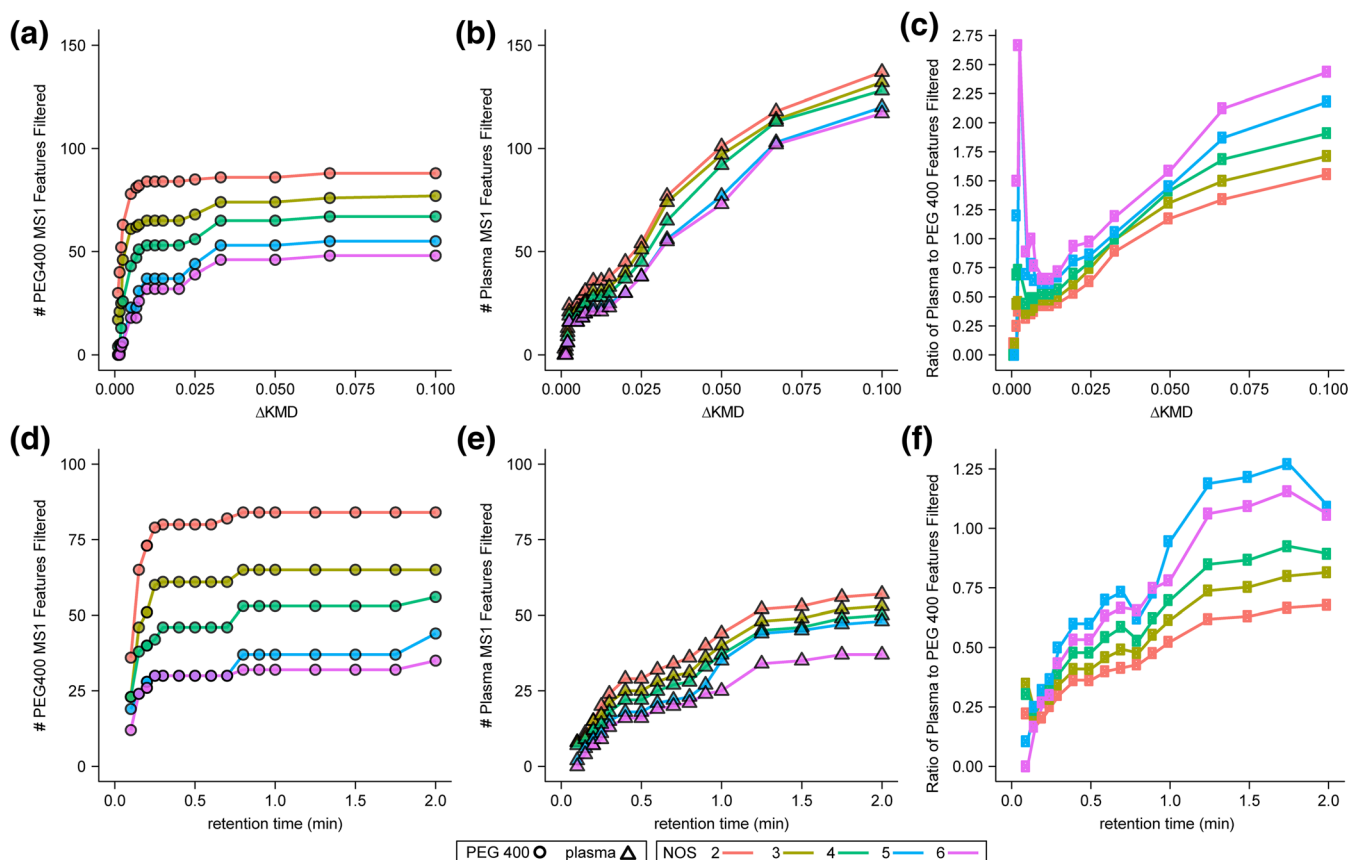 (a)
150
100
50
0
# PEG400 MS1 Features Filtered
0.000 0.025 0.050 0.075 0.100
ΔKMD
(b)
150
100
50
0
# Plasma MS1 Features Filtered
0.000 0.025 0.050 0.075 0.100
ΔKMD
(c)
2.75
2.50
2.25
2.00
1.75
1.50
1.25
1.00
0.75
0.50
0.25
0.00
Ratio of Plasma to PEG 400 Features Filtered
0.000 0.025 0.050 0.075 0.100
ΔKMD
(d)
100
75
50
25
0
# PEG400 MS1 Features Filtered
0.0 0.5 1.0 1.5 2.0
retention time (min)
(e)
100
75
50
25
0
# Plasma MS1 Features Filtered
0.0 0.5 1.0 1.5 2.0
retention time (min)
(f)
1.25
1.00
0.75
0.50
0.25
0.00
Ratio of Plasma to PEG 400 Features Filtered
0.0 0.5 1.0 1.5 2.0
retention time (min)
PEG 400 plasma
NOS 2 3 4 5 6